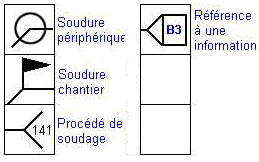 Soudure
périphérique
B3
Référence
à une
information
Soudure
chantier
141
Procédé de
soudage